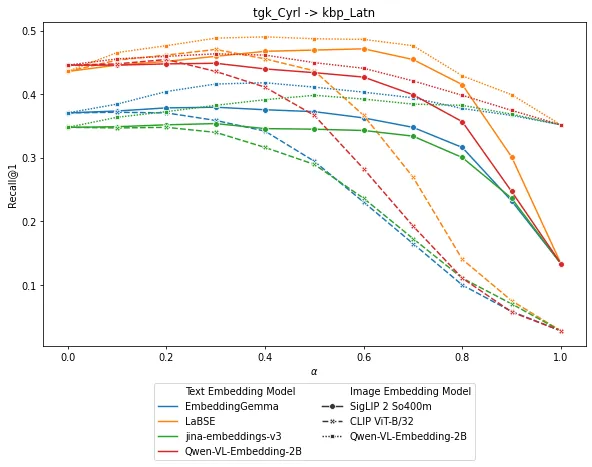 tgk_Cyrl -> kbp_Latn
0.5
0.4
0.3
0.2
0.1
Recall@1
0.0 0.2 0.4 0.6 0.8 1.0
α
Text Embedding Model Image Embedding Model
EmbeddingGemma SigLIP 2 So400m
LaBSE CLIP ViT-B/32
jina-embeddings-v3 Qwen-VL-Embedding-2B
Qwen-VL-Embedding-2B